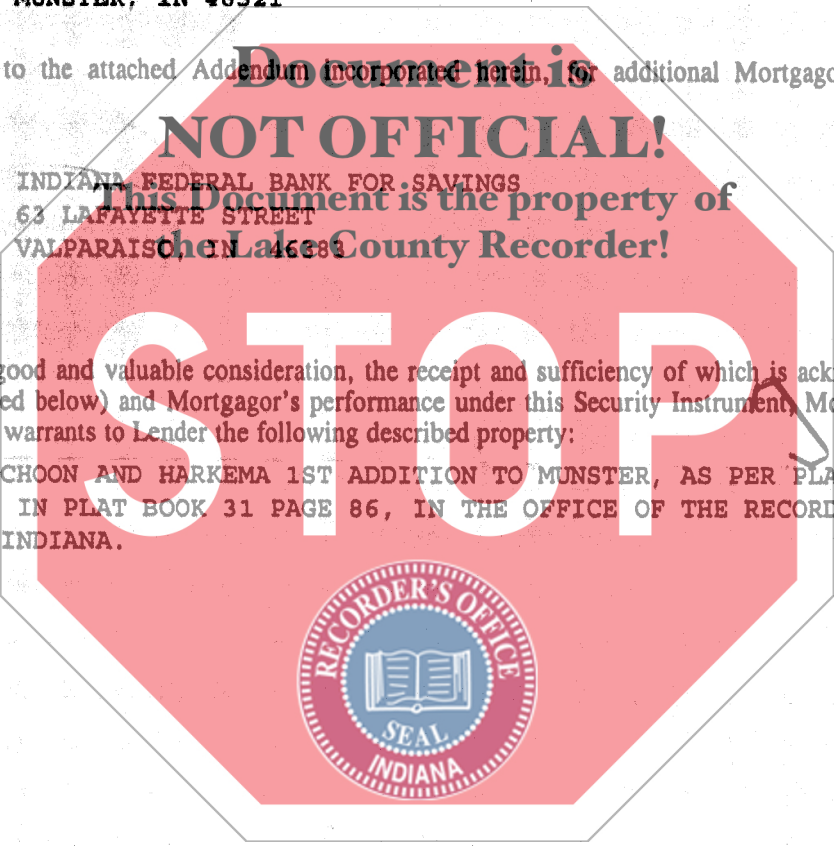 MUNSTER, IN 46321
to the attached Addendum incorporated herein, for additional Mortgago
Document is
NOT OFFICIAL!
This Document is the property of
the Lake County Recorder!
INDIANA FEDERAL BANK FOR SAVINGS
63 LAFAYETTE STREET
VALPARAISO, IN 46383
STOP
good and valuable consideration, the receipt and sufficiency of which is ack
ed below) and Mortgagor's performance under this Security Instrument, Mo
warrants to Lender the following described property:
CHOON AND HARKEMA 1ST ADDITION TO MUNSTER, AS PER PLA
IN PLAT BOOK 31 PAGE 86, IN THE OFFICE OF THE RECORD
INDIANA.
RECORDER'S OFFICE
SEAL
INDIANA